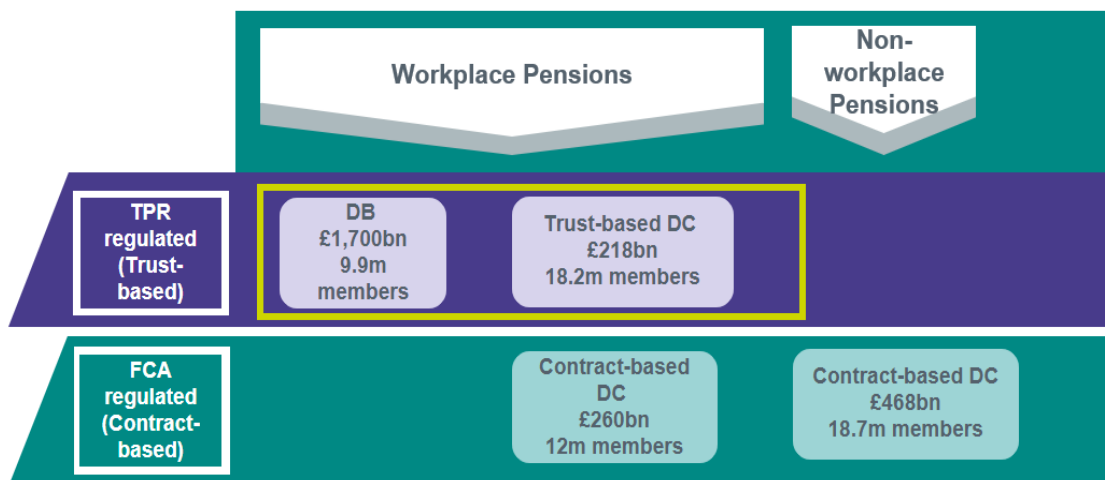 Workplace Pensions
Non-
workplace
Pensions
TPR
regulated
(Trust-
based)
DB
£1,700bn
9.9m
members
Trust-based DC
£218bn
18.2m members
FCA
regulated
(Contract-
based)
Contract-based
DC
£260bn
12m members
Contract-based DC
£468bn
18.7m members